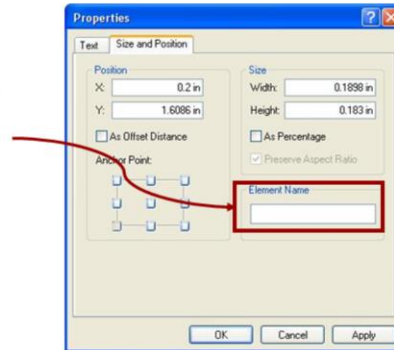 Properties
Text Size and Position
Position
X: 0.2 in
Y: 1.6086 in
As Offset Distance
Anchor Point:
Size
Width: 0.1898 in
Height: 0.183 in
As Percentage
Preserve Aspect Ratio
Element Name
OK Cancel Apply